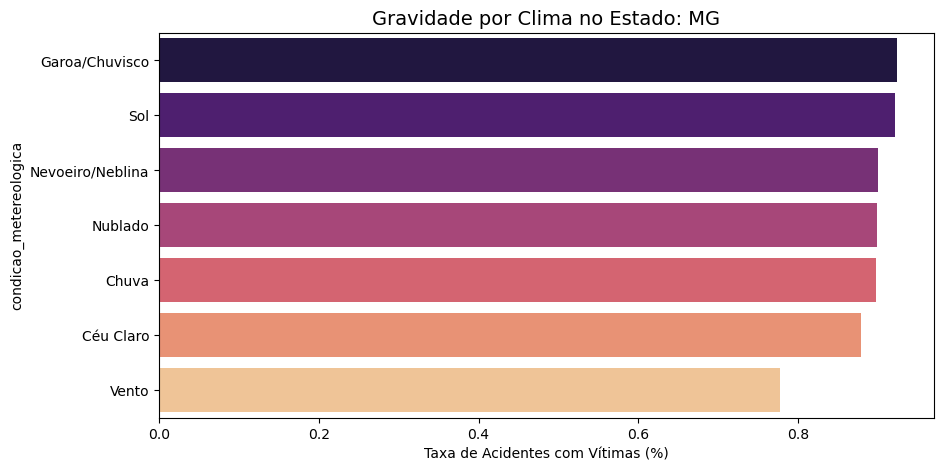 Gravidade por Clima no Estado: MG
condicao_metereologica
Garoa/Chuvisco
Sol
Nevoeiro/Neblina
Nublado
Chuva
Céu Claro
Vento
0.0 0.2 0.4 0.6 0.8
Taxa de Acidentes com Vítimas (%)